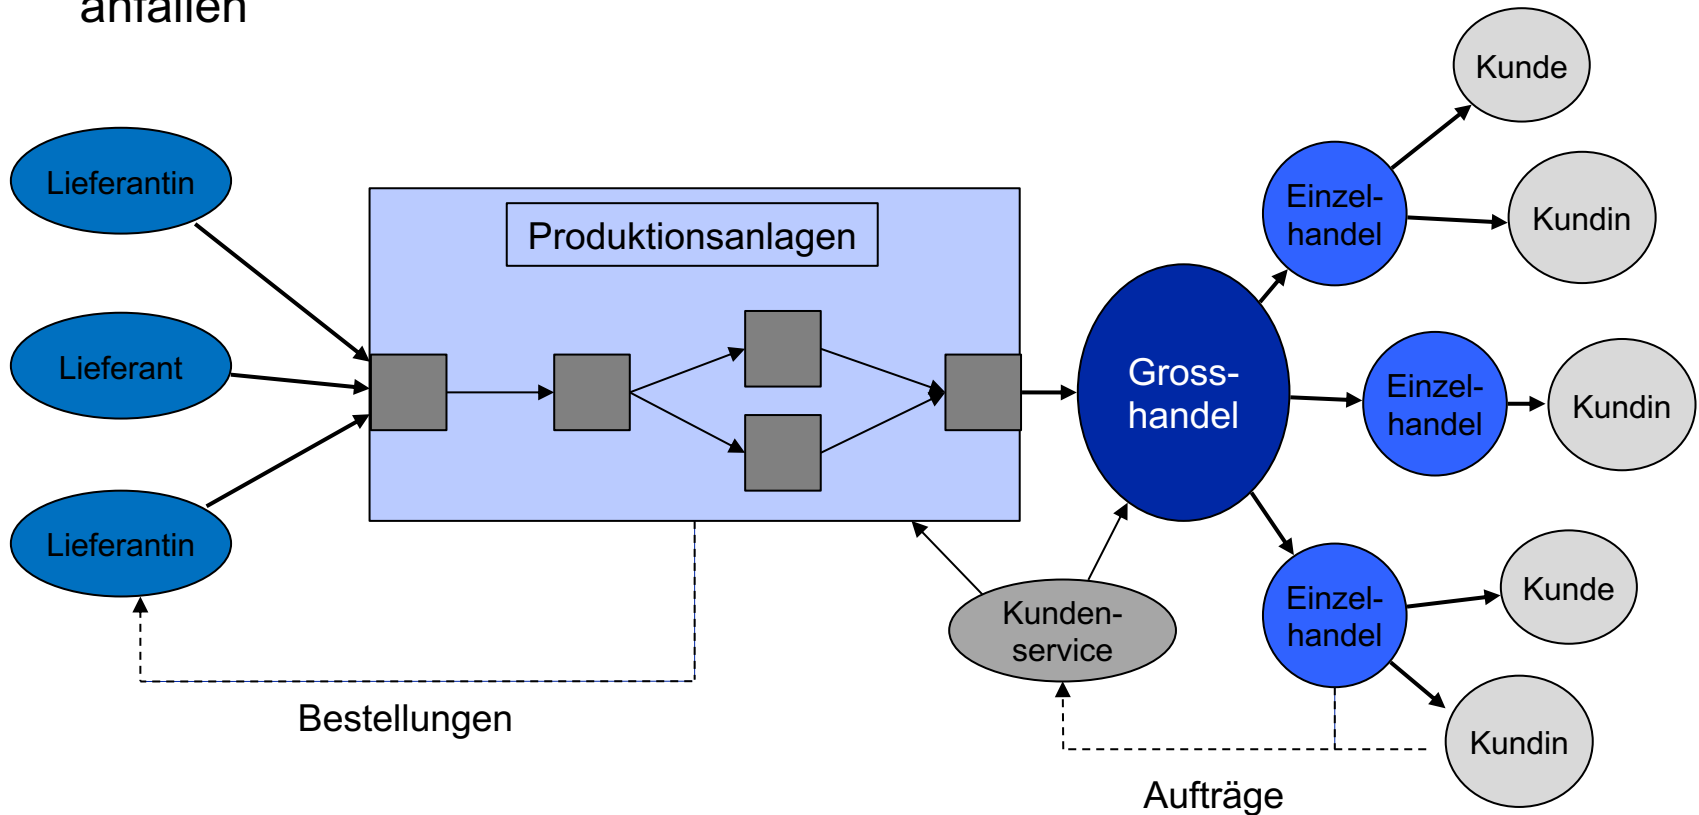 anfallen
Lieferantin
Lieferant
Lieferantin
Produktionsanlagen
Bestellungen
Gross-
handel
Kunden-
service
Aufträge
Einzel-
handel
Einzel-
handel
Einzel-
handel
Kunde
Kundin
Kundin
Kunde
Kundin